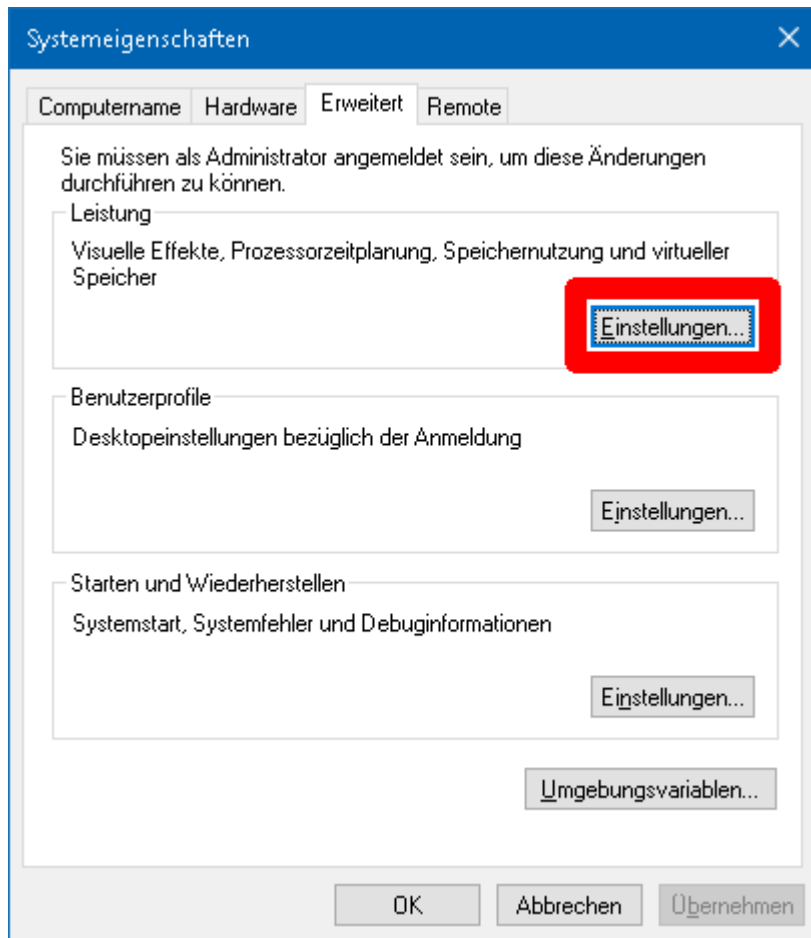 Systemeigenschaften
Computername Hardware Erweitert Remote
Sie müssen als Administrator angemeldet sein, um diese Änderungen
durchführen zu können.
Leistung
Visuelle Effekte, Prozessorzeitplanung, Speichernutzung und virtueller
Speicher
Einstellungen...
Benutzerprofile
Desktopeinstellungen bezüglich der Anmeldung
Einstellungen...
Starten und Wiederherstellen
Systemstart, Systemfehler und Debuginformationen
Einstellungen...
Umgebungsvariablen...
OK Abbrechen Übernehmen